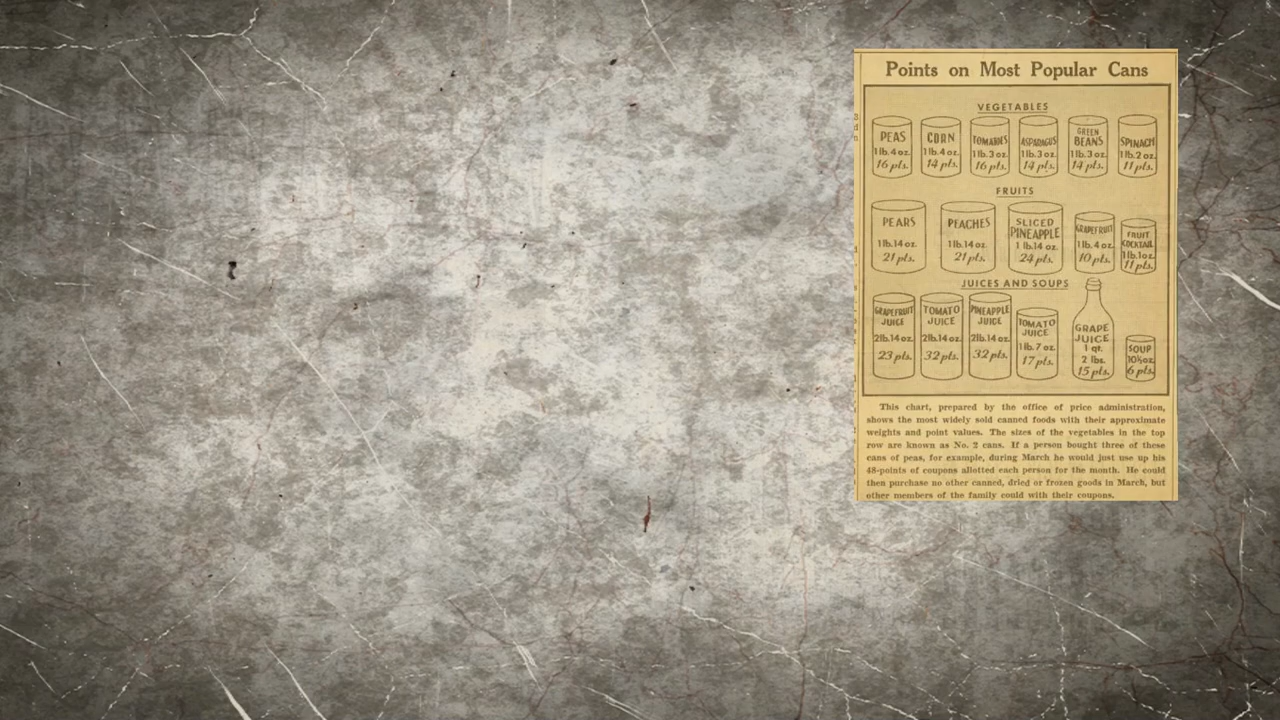 Points on Most Popular Cans
VEGETABLES
PEAS
1 lb. 4 oz.
16 pts.
CORN
1 lb. 4 oz.
14 pts.
TOMATOES
1 lb. 3 oz.
16 pts.
ASPARAGUS
1 lb. 3 oz.
14 pts.
GREEN
BEANS
1 lb. 3 oz.
14 pts.
SPINACH
1 lb. 2 oz.
11 pts.
FRUITS
PEARS
1 lb. 14 oz.
21 pts.
PEACHES
1 lb. 14 oz.
21 pts.
SLICED
PINEAPPLE
1 lb. 14 oz.
24 pts.
GRAPEFRUIT
1 lb. 4 oz.
10 pts.
FRUIT
COCKTAIL
1 lb. 1 oz.
11 pts.
JUICES AND SOUPS
GRAPEFRUIT
JUICE
2 lb. 14 oz.
23 pts.
TOMATO
JUICE
2 lb. 14 oz.
32 pts.
PINEAPPLE
JUICE
2 lb. 14 oz.
32 pts.
TOMATO
JUICE
1 lb. 7 oz.
17 pts.
GRAPE
JUICE
1 qt.
2 lbs.
15 pts.
SOUP
10½ oz.
6 pts.
This chart, prepared by the office of price administration,
shows the most widely sold canned foods with their approximate
weights and point values. The sizes of the vegetables in the top
row are known as No. 2 cans. If a person bought three of these
cans of peas, for example, during March he would just use up his
48-points of coupons allotted each person for the month. He could
then purchase no other canned, dried or frozen goods in March, but
other members of the family could with their coupons.